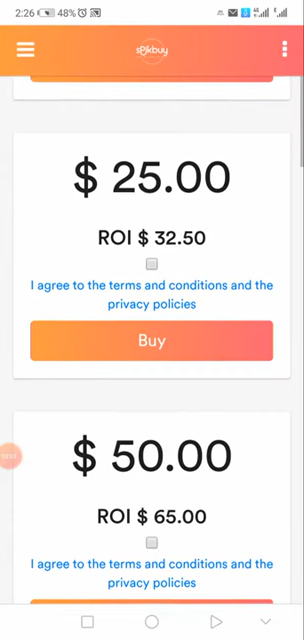 2:26
48%
spikbuy
$ 25.00
ROI $ 32.50
I agree to the terms and conditions and the
privacy policies
Buy
$ 50.00
ROI $ 65.00
I agree to the terms and conditions and the
privacy policies